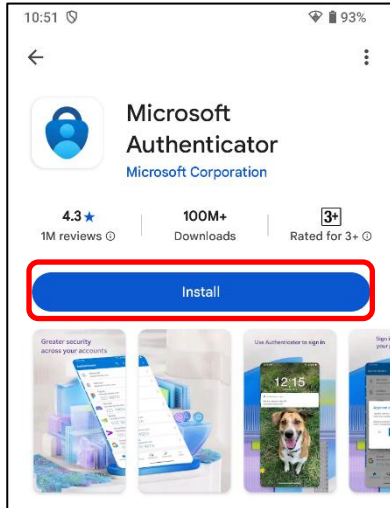 10:51 93%
Microsoft
Authenticator
Microsoft Corporation
4.3★ 100M+ 3+
1M reviews Downloads Rated for 3+
Install
Greater security
across your accounts
Use Authenticator to sign in
12:15